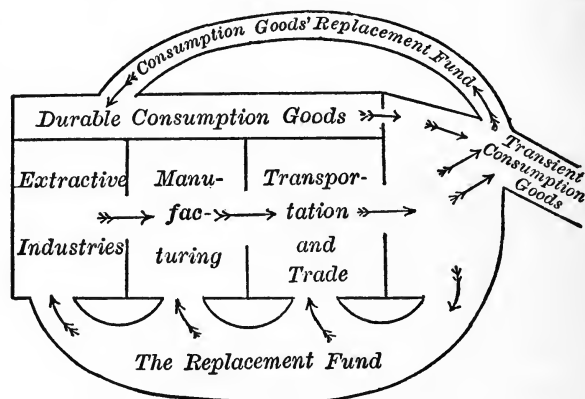 Consumption Goods' Replacement Fund
Durable Consumption Goods
Transient
Consumption
Goods
Extractive
Industries
Manu-
fac-
turing
Transpor-
tation
and
Trade
The Replacement Fund